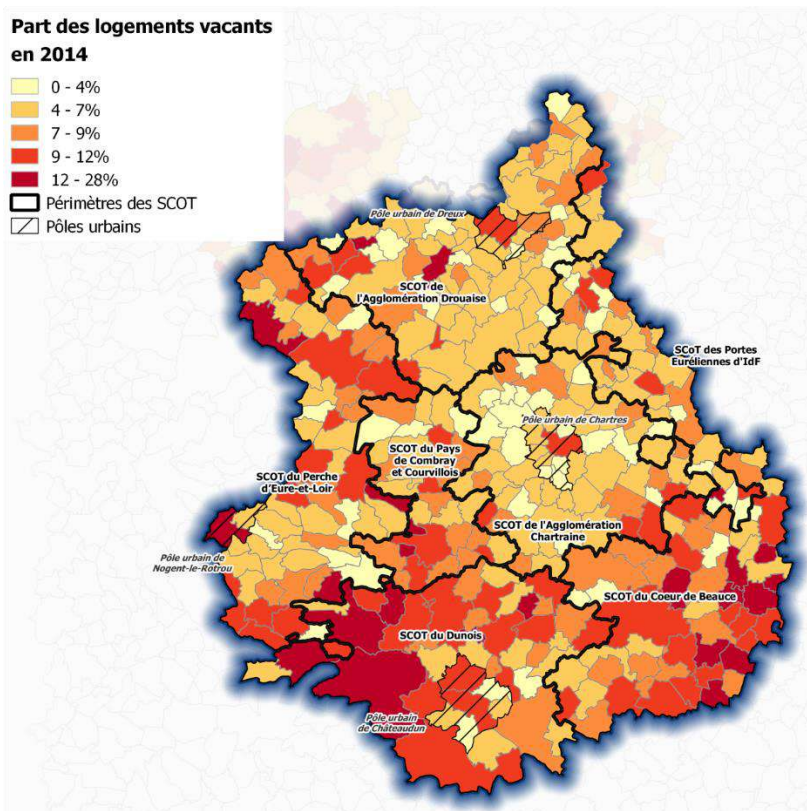 Part des logements vacants
en 2014
0 - 4%
4 - 7%
7 - 9%
9 - 12%
12 - 28%
Périmètres des SCOT
Pôles urbains
Pôle urbain de Dreux
SCOT de
l'Agglomération Drouaise
SCoT des Portes
Euréliennes d'IdF
Pôle urbain de Chartres
SCOT du Pays
de Combray
et Courvillois
SCOT du Perche
d'Eure-et-Loir
SCOT de l'Agglomération
Chartraine
Pôle urbain de
Nogent-le-Rotrou
SCOT du Coeur de Beauce
SCOT du Dunois
Pôle urbain
de Châteaudun